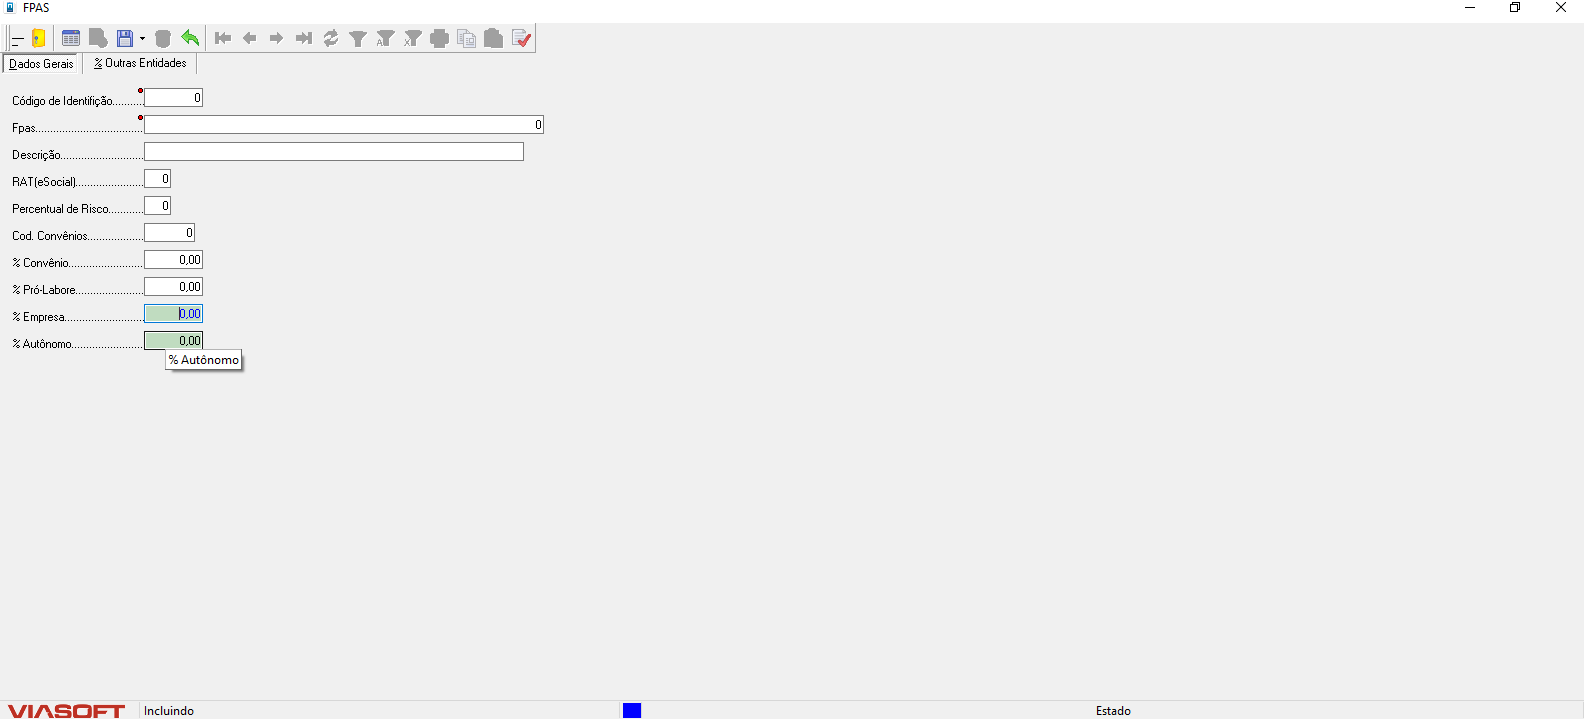 FPAS
Dados Gerais
% Outras Entidades
Código de Identifição........... 0
Fpas.................................... 0
Descrição............................
RAT(eSocial)....................... 0
Percentual de Risco............ 0
Cod. Convênios................... 0
% Convênio......................... 0,00
% Pró-Labore....................... 0,00
% Empresa........................... 0,00
% Autônomo........................ 0,00
% Autônomo
VIASOFT
Incluindo
Estado